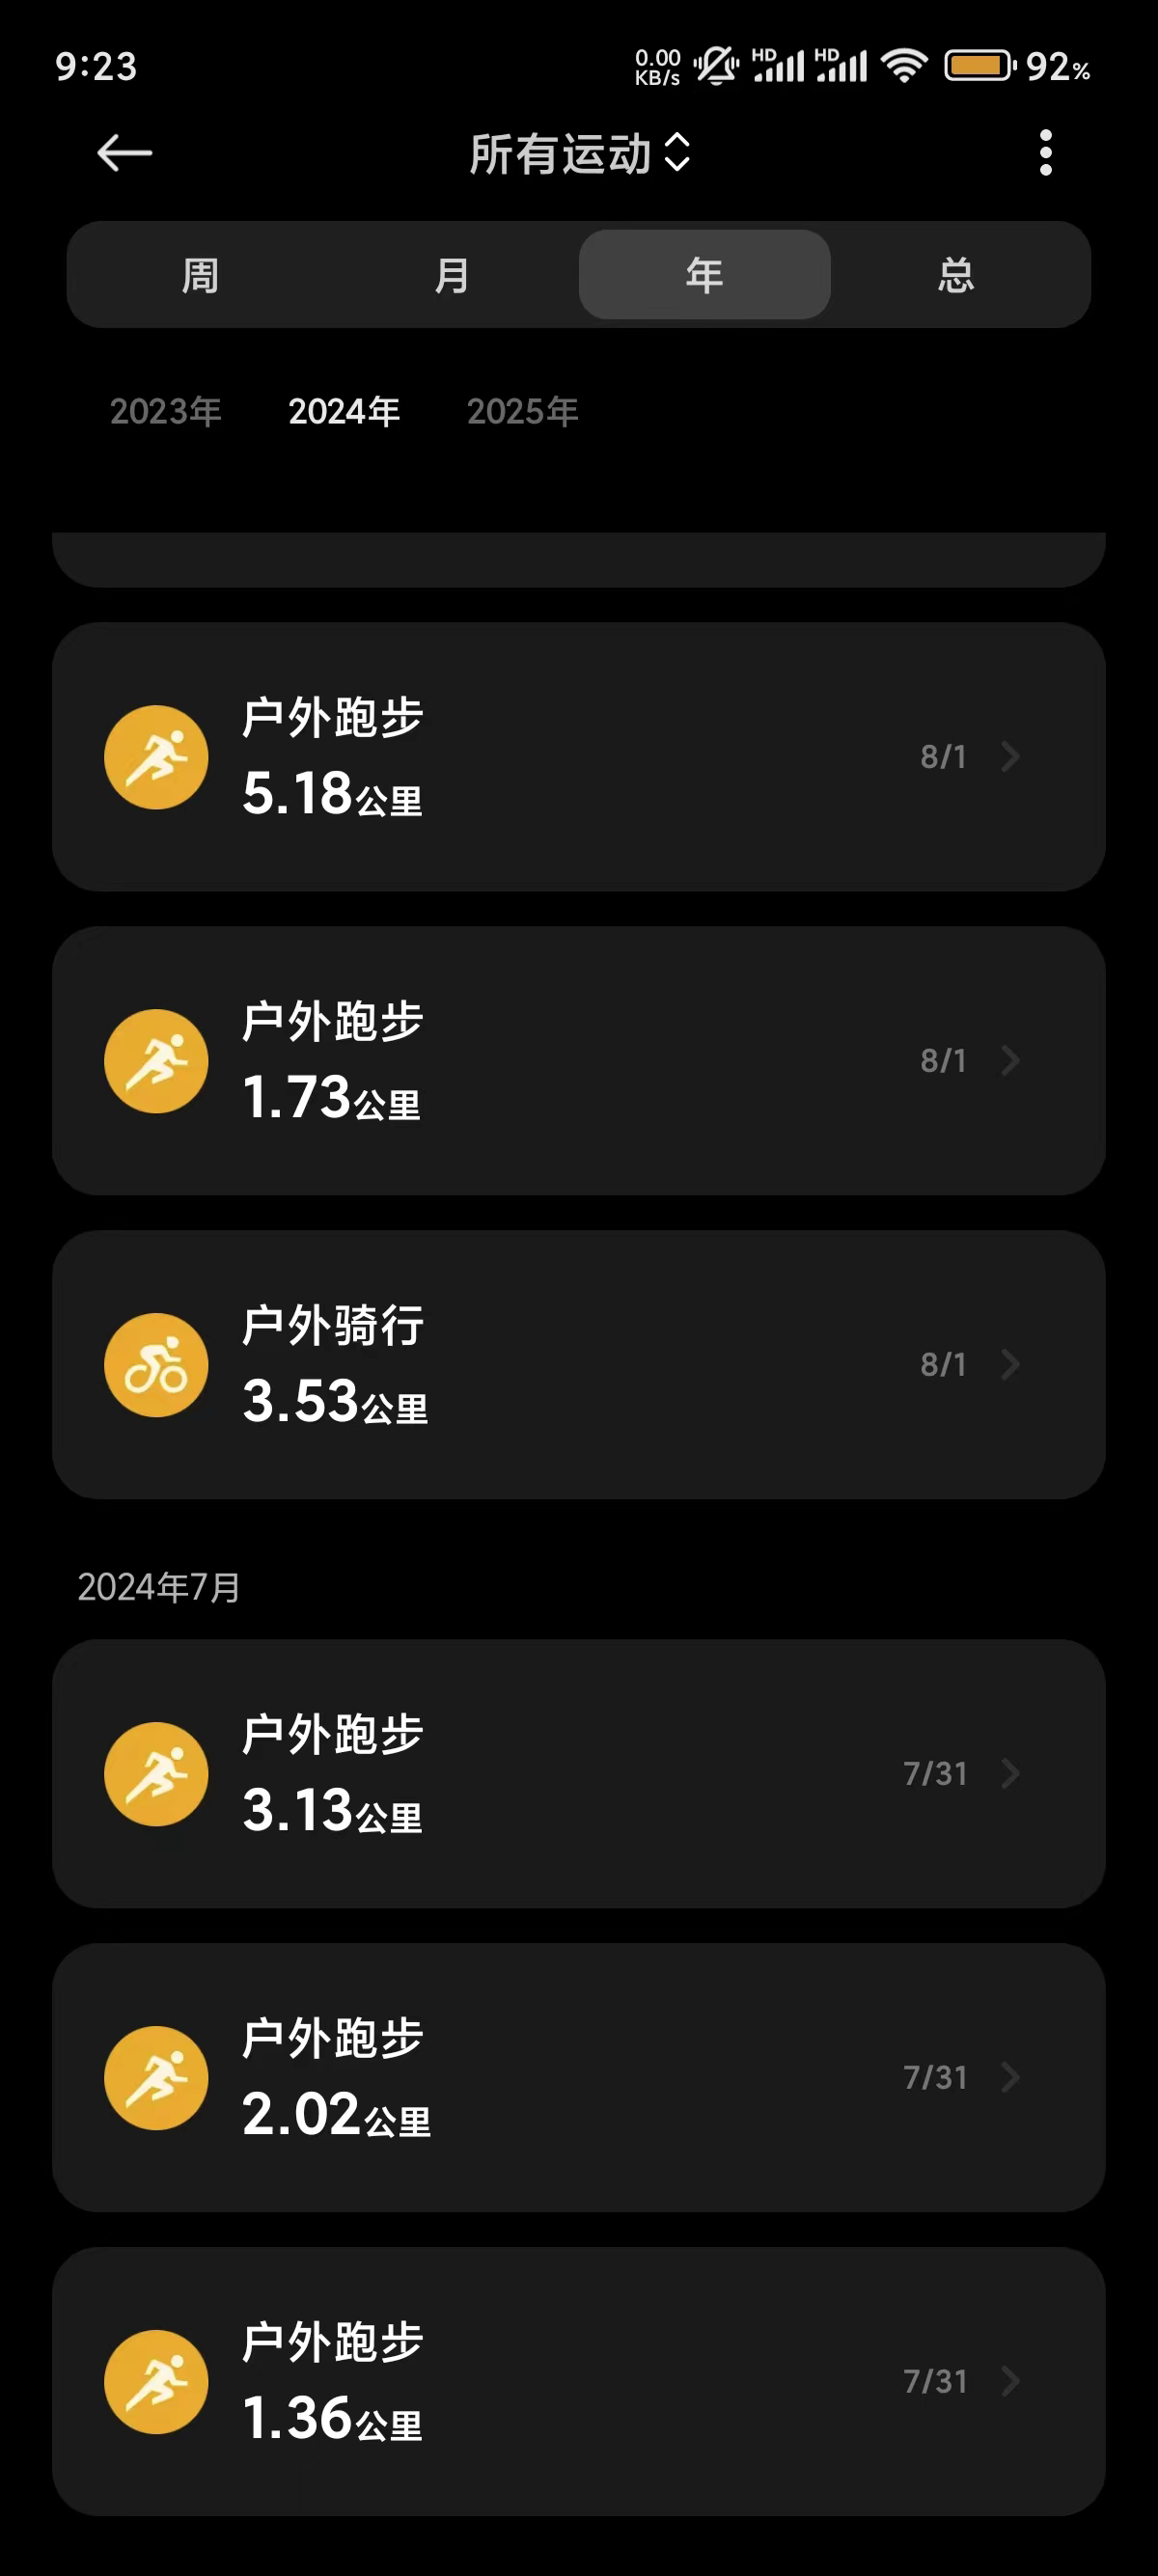 9:23
0.00
KB/s
HD
HD
92%
所有运动
周 月 年 总
2023年 2024年 2025年
户外跑步
5.18公里
8/1
户外跑步
1.73公里
8/1
户外骑行
3.53公里
8/1
2024年7月
户外跑步
3.13公里
7/31
户外跑步
2.02公里
7/31
户外跑步
1.36公里
7/31